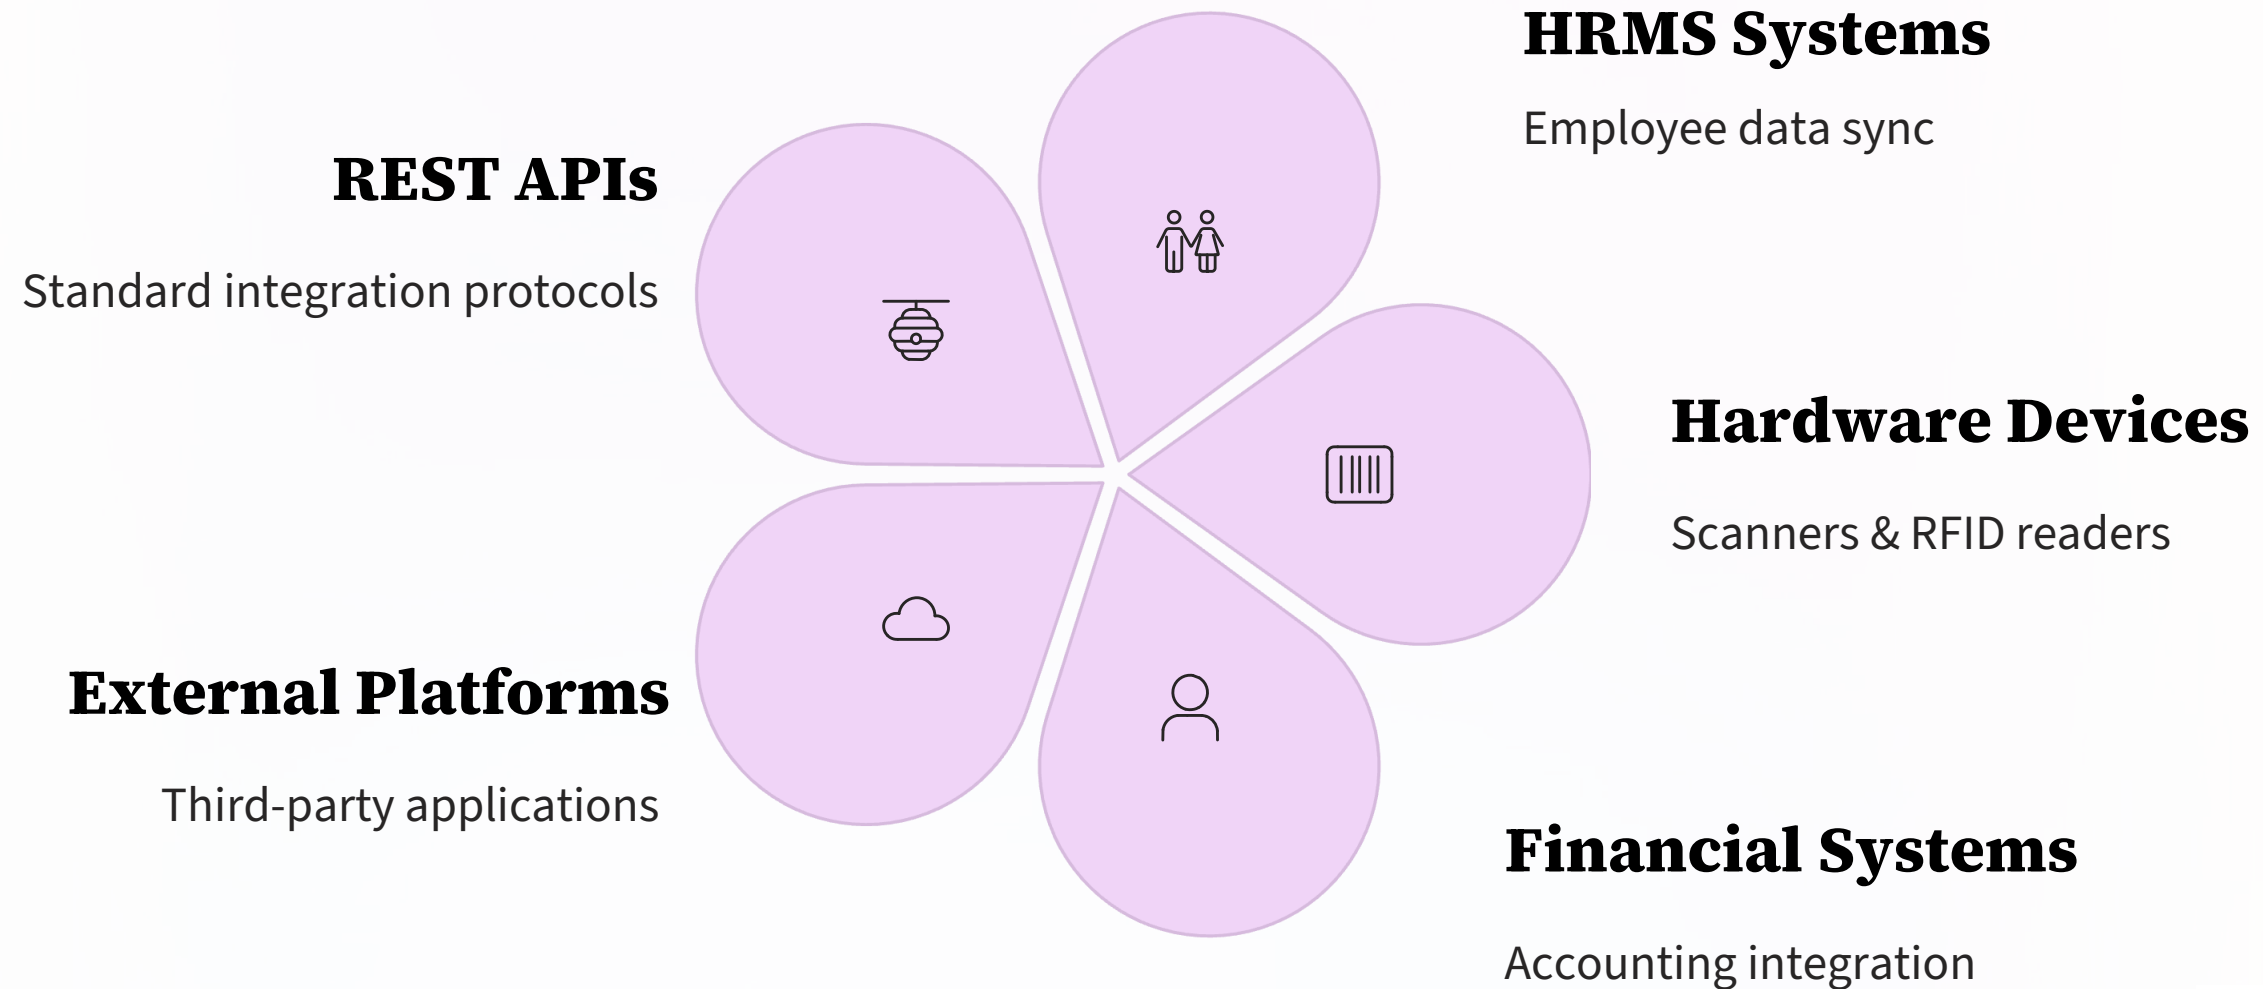 HRMS Systems
Employee data sync
REST APIs
Standard integration protocols
Hardware Devices
Scanners & RFID readers
External Platforms
Third-party applications
Financial Systems
Accounting integration